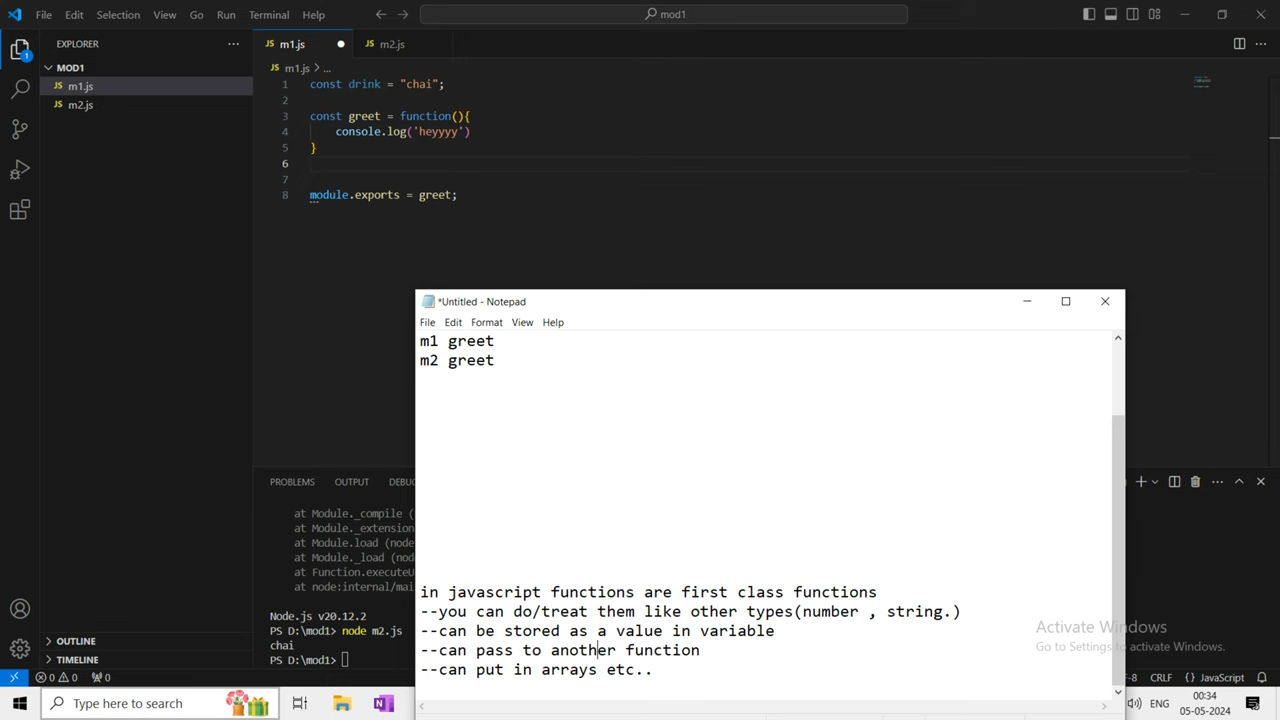 File Edit Selection View Go Run Terminal Help
mod1
EXPLORER
m1.js
m2.js
MOD1
m1.js > ...
m1.js
m2.js
1 const drink = "chai";
2
3 const greet = function(){
4 console.log('heyyyy')
5 }
6
7
8 module.exports = greet;
*Untitled - Notepad
File Edit Format View Help
m1 greet
m2 greet
in javascript functions are first class functions
--you can do/treat them like other types(number , string.)
--can be stored as a value in variable
--can pass to another function
--can put in arrays etc..
PROBLEMS OUTPUT DEBU
at Module._compile (
at Module._extension
at Module.load (node
at Module._load (nod
at Function.executeU
at node:internal/mai
Node.js v20.12.2
PS D:\mod1> node m2.js
chai
PS D:\mod1>
OUTLINE
TIMELINE
Activate Windows
Go to Settings to activate Windows.
0 0 0
F-8 CRLF {} JavaScript
Type here to search
ENG
00:34
05-05-2024